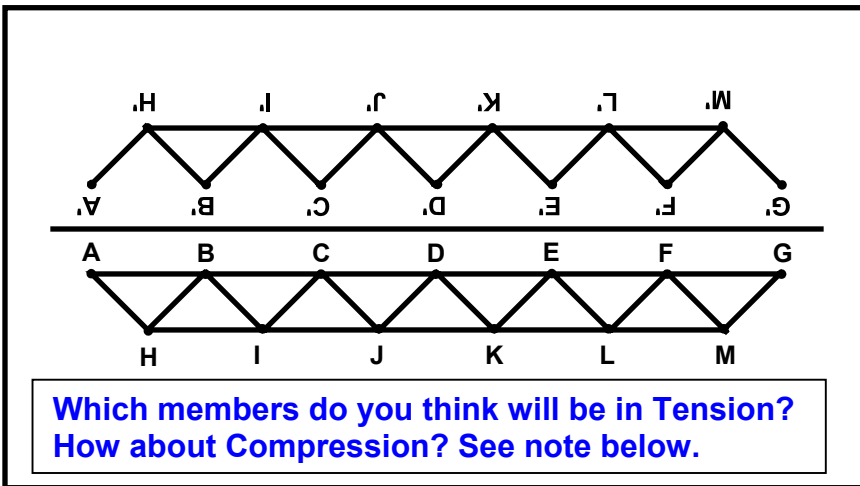 H' I' J' K' L' M'
A' B' C' D' E' F' G'
A B C D E F G
H I J K L M
Which members do you think will be in Tension?
How about Compression? See note below.